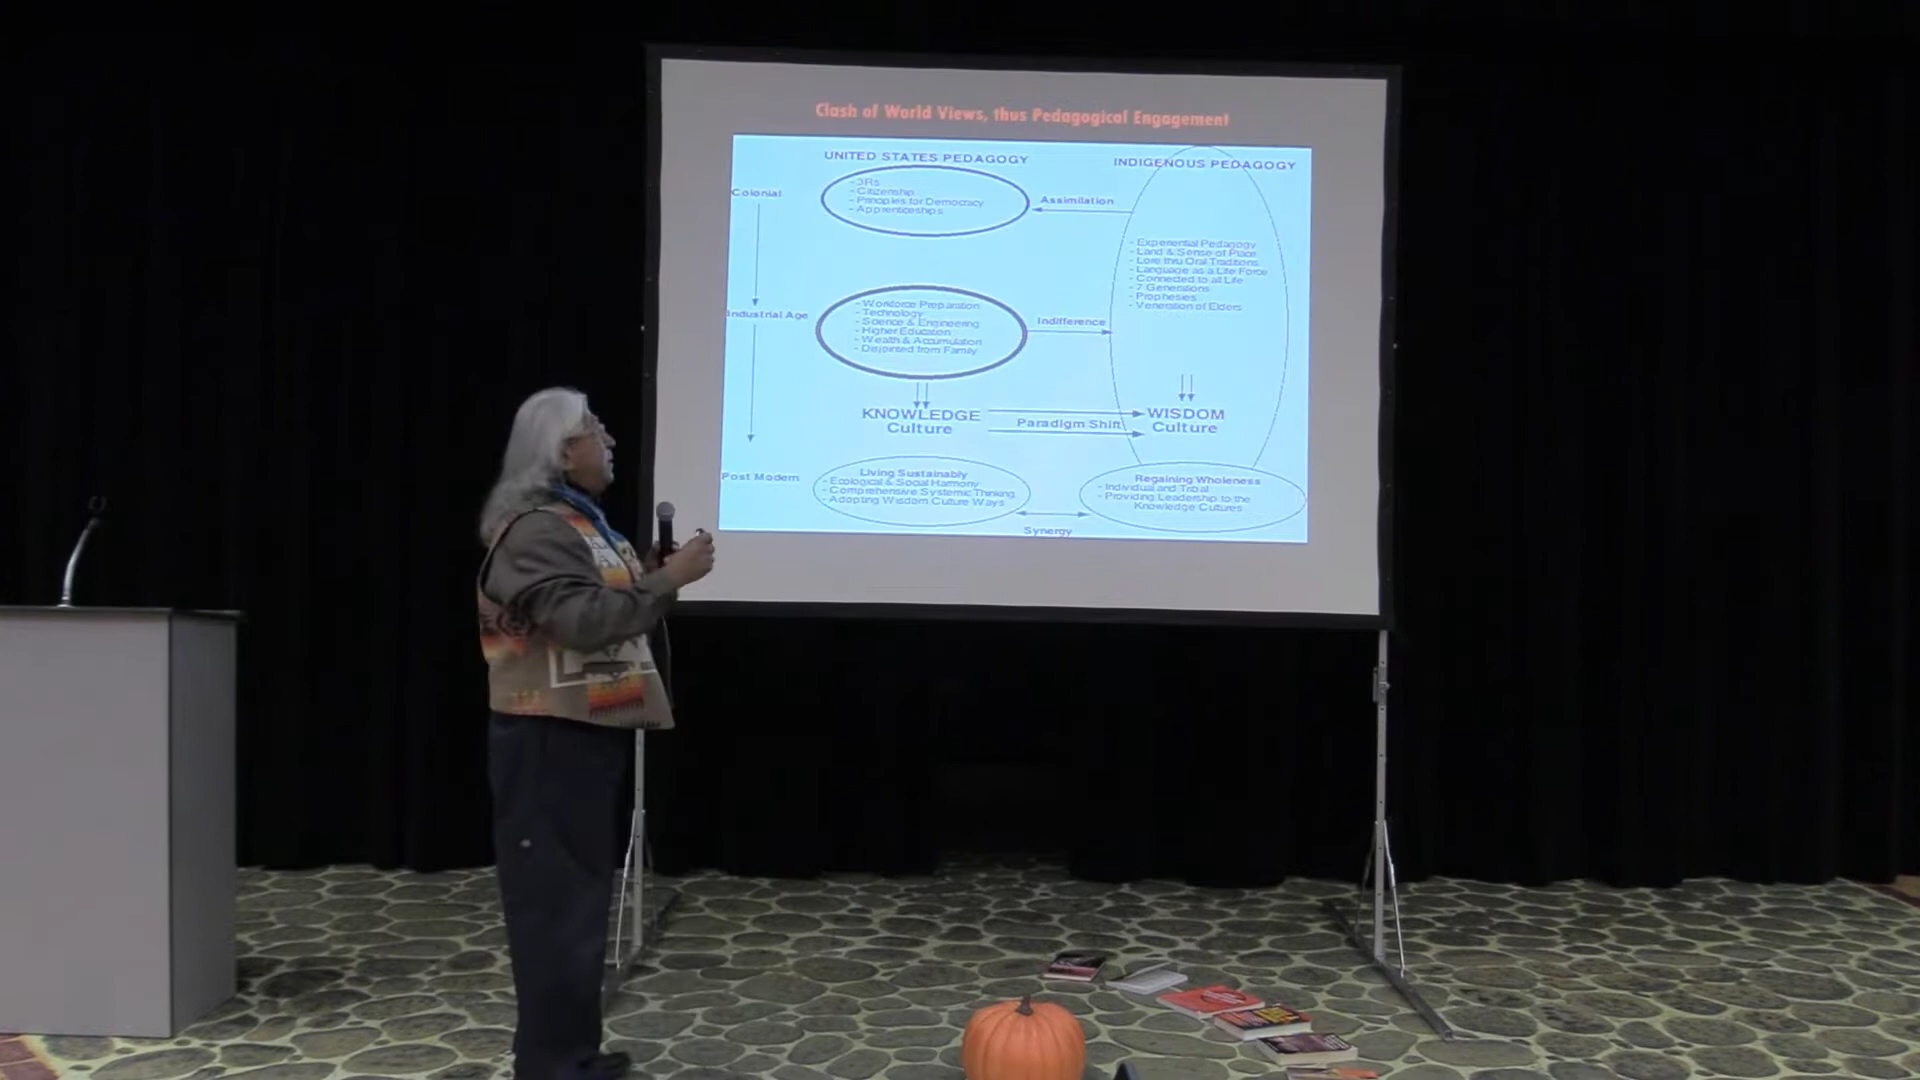 Clash of World Views, thus Pedagogical Engagement
UNITED STATES PEDAGOGY
INDIGENOUS PEDAGOGY
Colonial
- 3Rs
- Citizenship
- Principles for Democracy
- Apprenticeships
Assimilation
- Experiential Pedagogy
- Land & Sense of Place
- Lore thru Oral Traditions
- Language as a Life Force
- Connected to all Life
- 7 Generations
- Prophesies
- Veneration of Elders
Industrial Age
- Workforce Preparation
- Technology
- Science & Engineering
- Higher Education
- Wealth & Accumulation
- Disjointed from Family
Indifference
KNOWLEDGE
Culture
Paradigm Shift
WISDOM
Culture
Post Modern
Living Sustainably
- Ecological & Social Harmony
- Comprehensive Systemic Thinking
- Adopting Wisdom Culture Ways
Synergy
Regaining Wholeness
- Individual and Tribal
- Providing Leadership to the
Knowledge Cultures